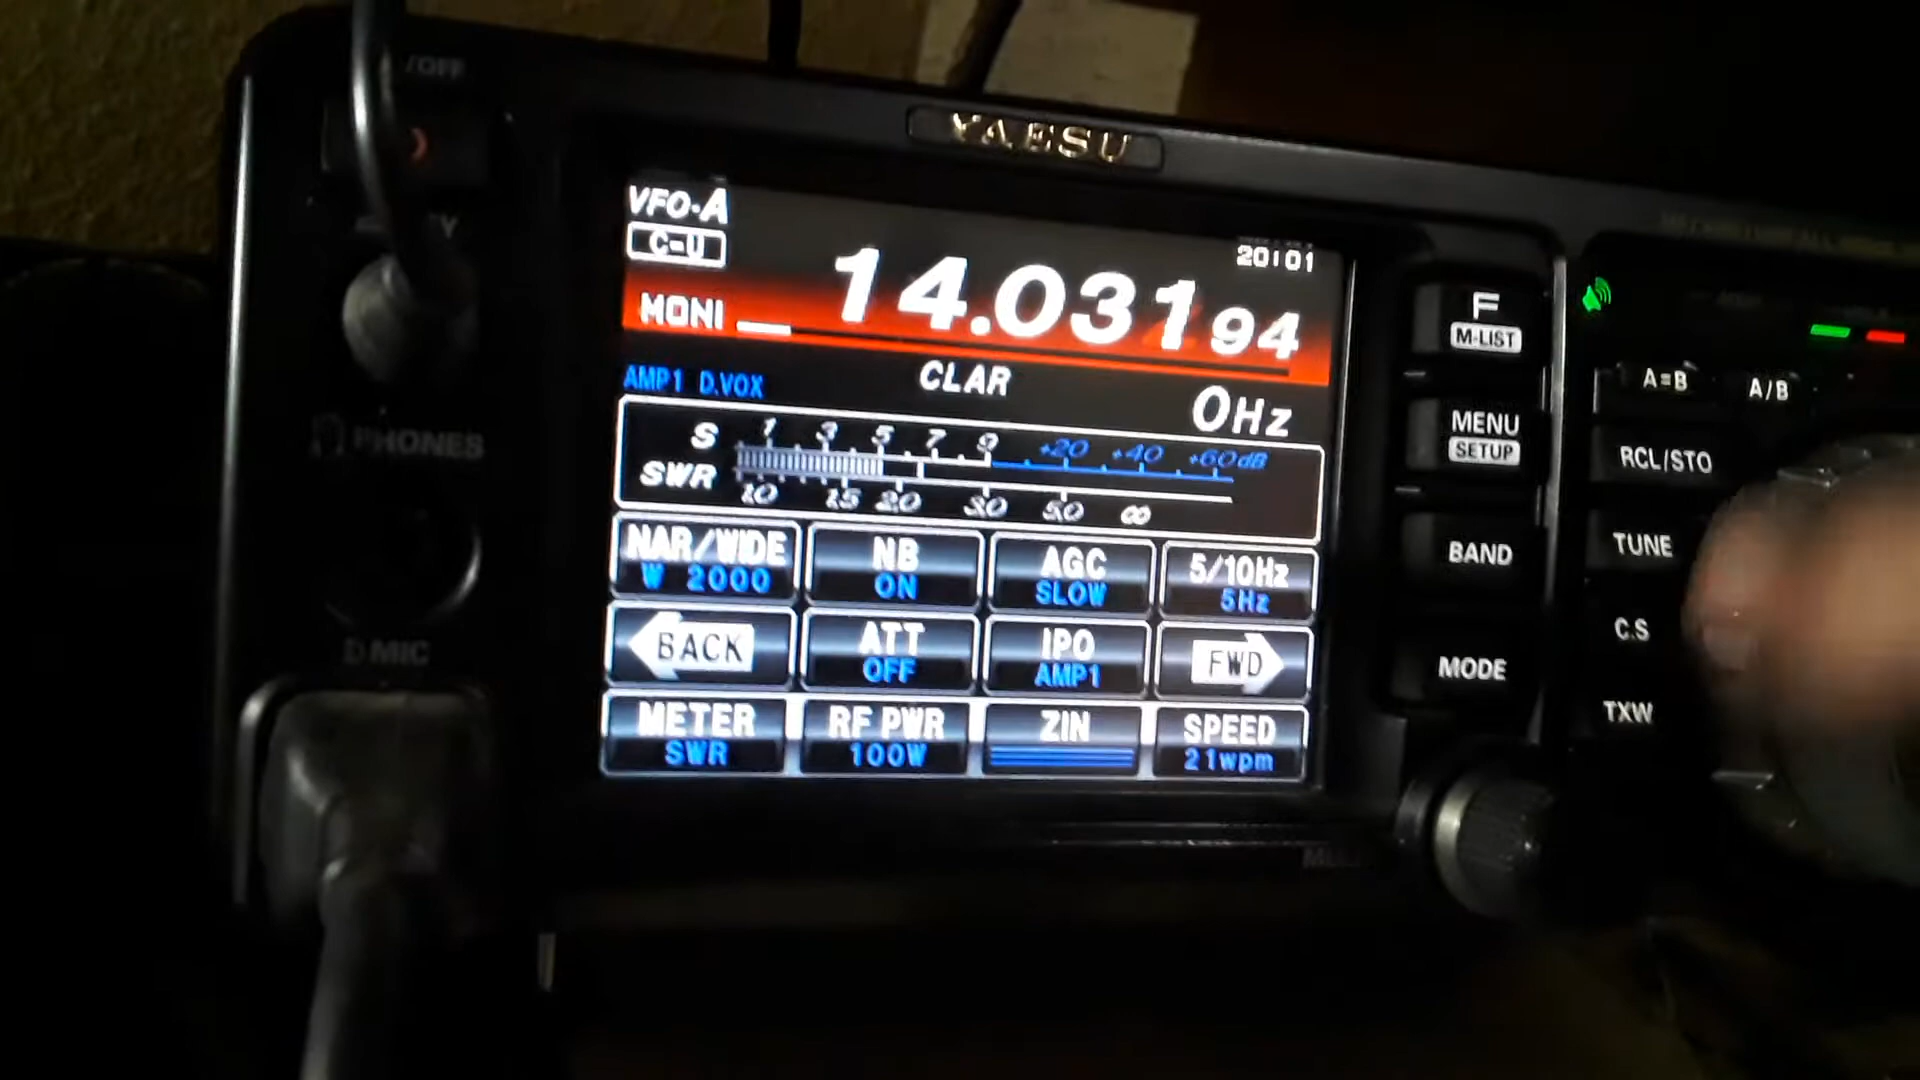 /OFF
YAESU
VFO-A
C-U
20:01
14.031 94
MONI
AMP1 D.VOX
CLAR
0Hz
S 1 3 5 7 9 +20 +40 +60dB
SWR 1.0 1.5 2.0 3.0 5.0 ∞
NAR/WIDE NB AGC 5/10Hz
W 2000 ON SLOW 5Hz
BACK ATT IPO FWD
OFF AMP1
METER RF PWR ZIN SPEED
SWR 100W 21wpm
PHONES
MIC
F
M-LIST
MENU
SETUP
BAND
MODE
A=B A/B
RCL/STO
TUNE
C.S
TXW